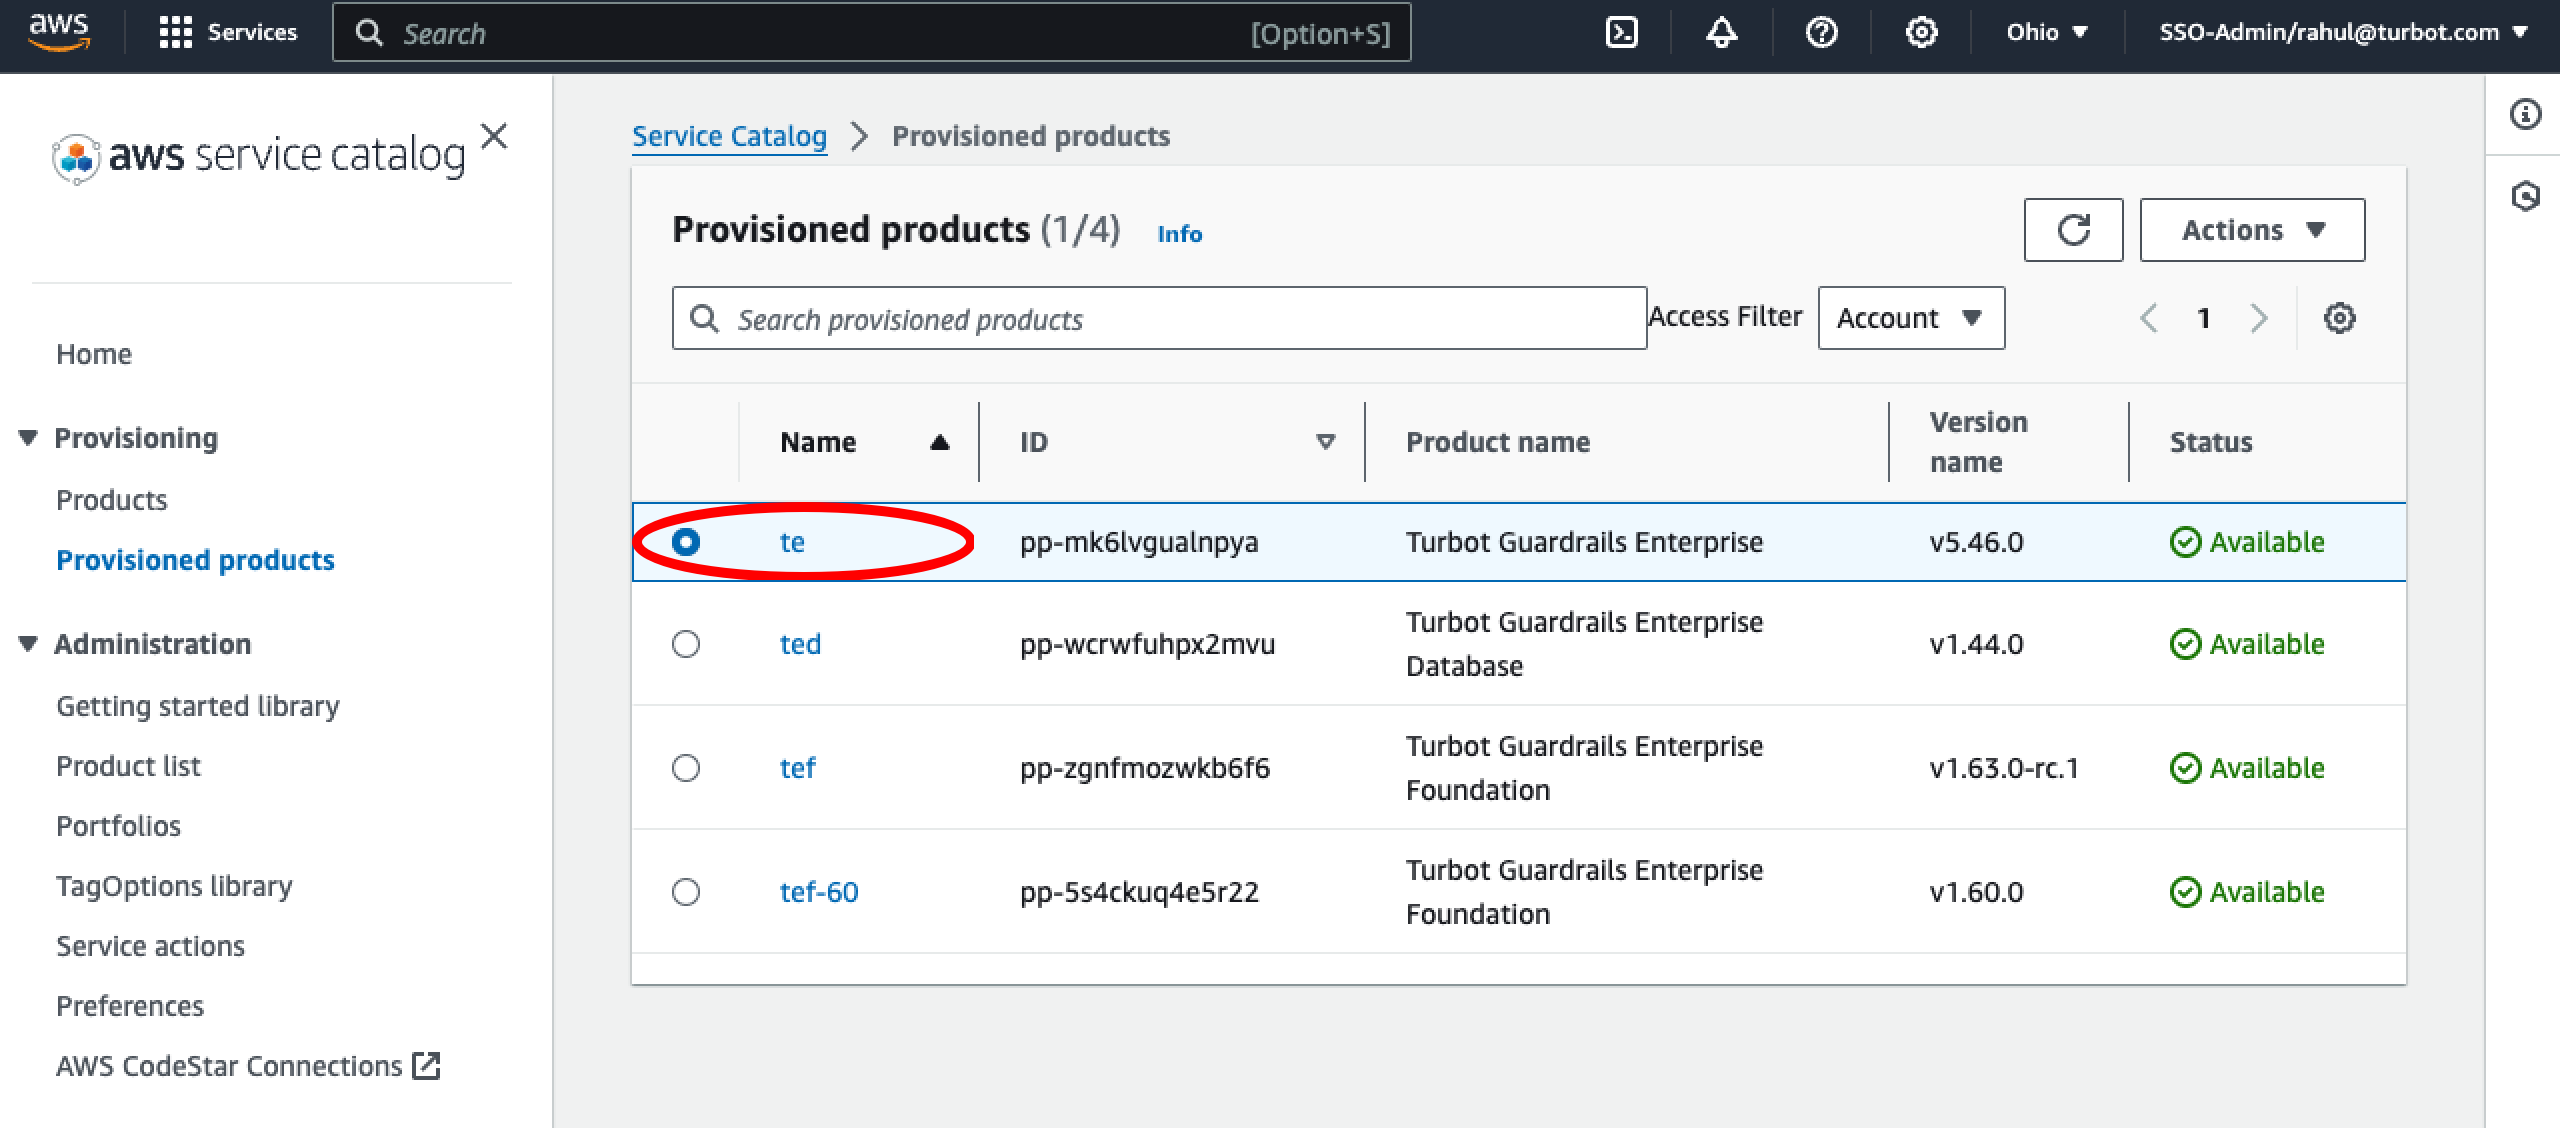 aws
Services
Search
[Option+S]
Ohio
SSO-Admin/rahul@turbot.com
aws service catalog
Home
Provisioning
Products
Provisioned products
Administration
Getting started library
Product list
Portfolios
TagOptions library
Service actions
Preferences
AWS CodeStar Connections
Service Catalog
Provisioned products
Provisioned products (1/4) Info
Actions
Search provisioned products
Access Filter
Account
1
Name
ID
Product name
Version
name
Status
te
pp-mk6lvgualnpya
Turbot Guardrails Enterprise
v5.46.0
Available
ted
pp-wcrwfuhpx2mvu
Turbot Guardrails Enterprise
Database
v1.44.0
Available
tef
pp-zgnfmozwkb6f6
Turbot Guardrails Enterprise
Foundation
v1.63.0-rc.1
Available
tef-60
pp-5s4ckuq4e5r22
Turbot Guardrails Enterprise
Foundation
v1.60.0
Available